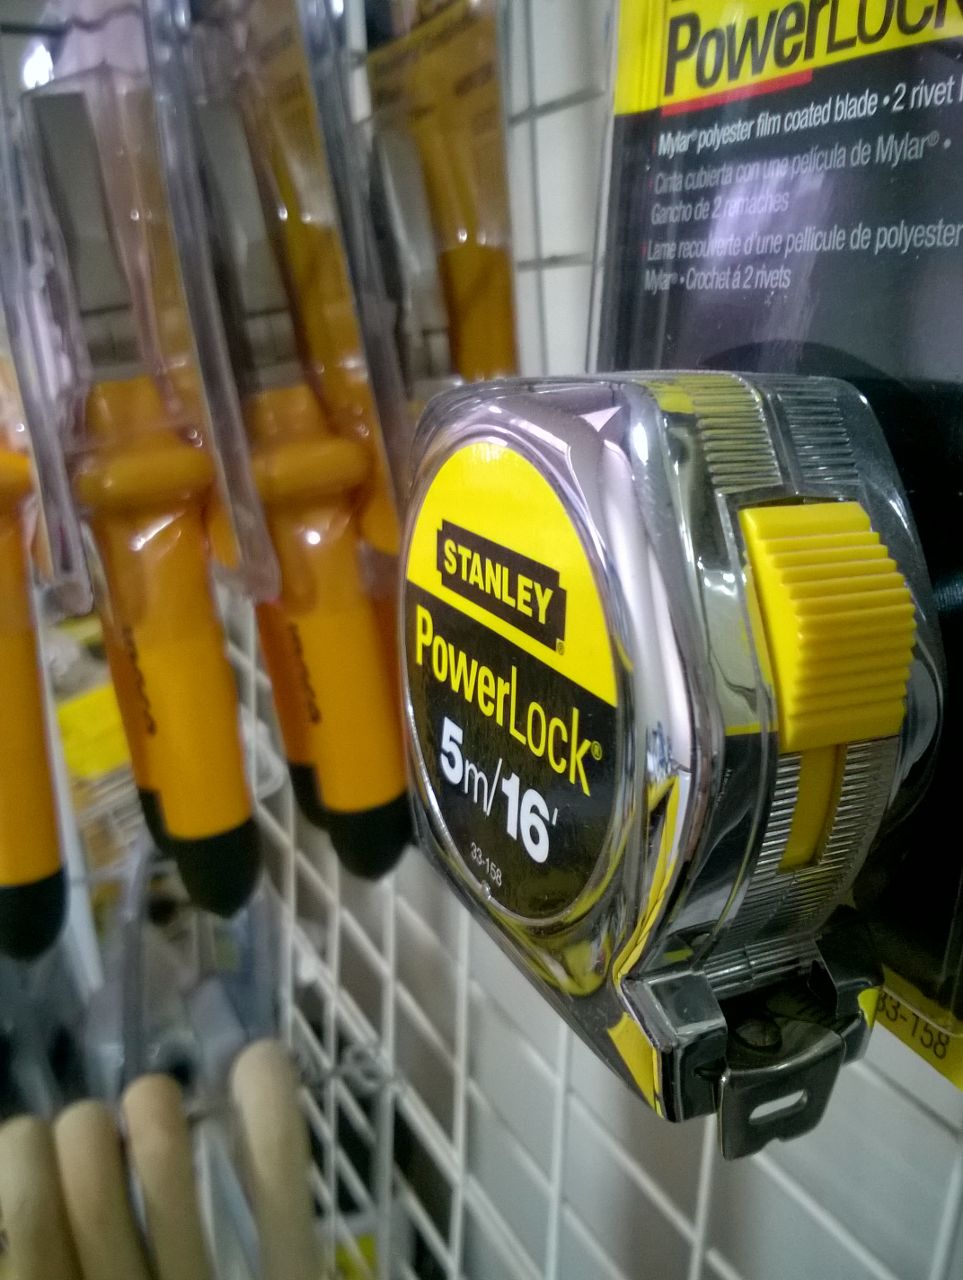 PowerLock
Mylar® polyester film coated blade • 2 rivet
Cinta cubierta con una película de Mylar® •
Gancho de 2 remaches
Lame recouverte d'une pellicule de polyester
Mylar® • Crochet á 2 rivets
STANLEY®
PowerLock®
5m/16'
33-158
33-158